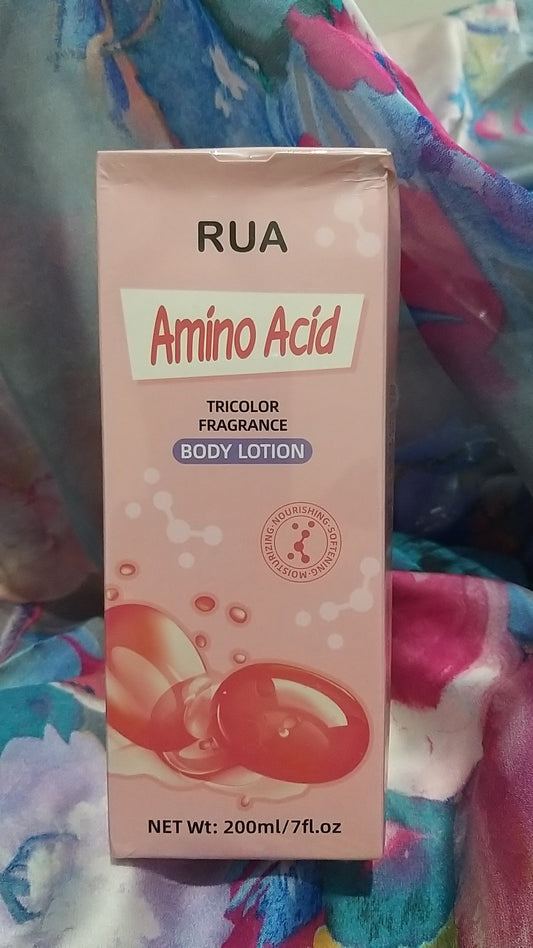 RUA
Amino Acid
TRICOLOR
FRAGRANCE
BODY LOTION
MOISTURIZING·NOURISHING·SOFTENING·
NET Wt: 200ml/7fl.oz